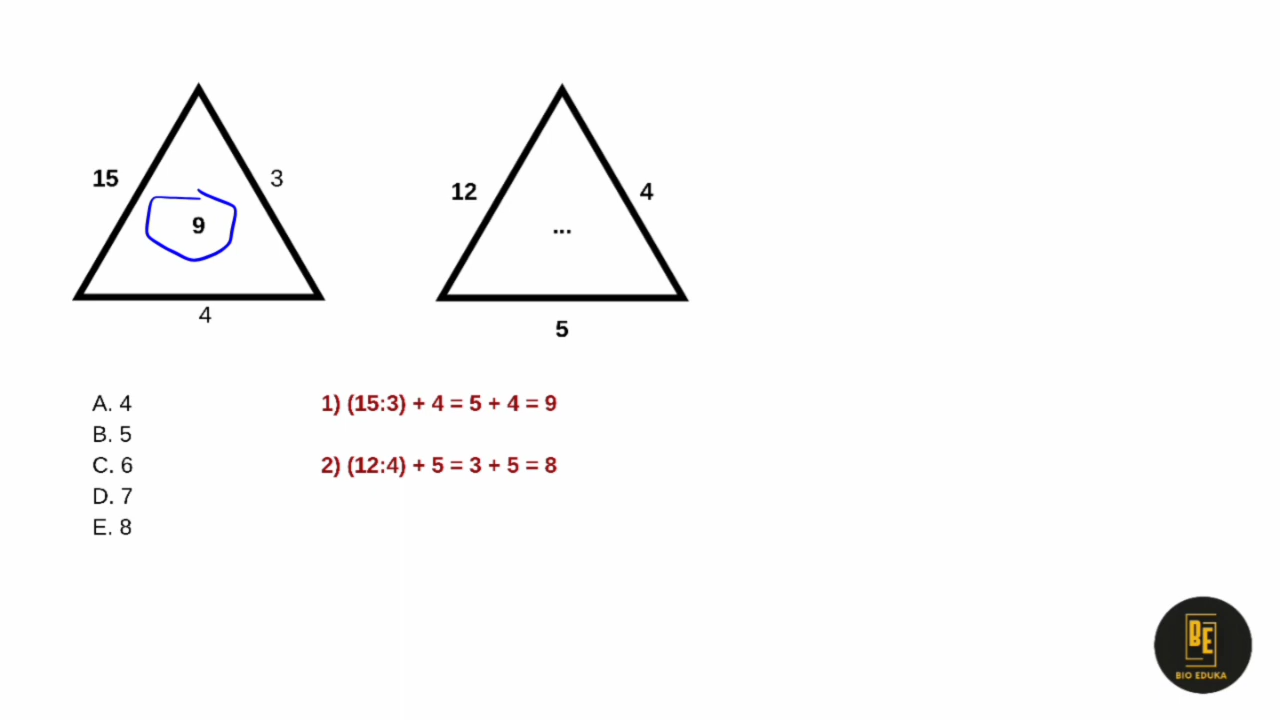 15
3
9
4
12
4
...
5
A. 4
B. 5
C. 6
D. 7
E. 8
1) (15:3) + 4 = 5 + 4 = 9
2) (12:4) + 5 = 3 + 5 = 8
BE
BIO EDUKA